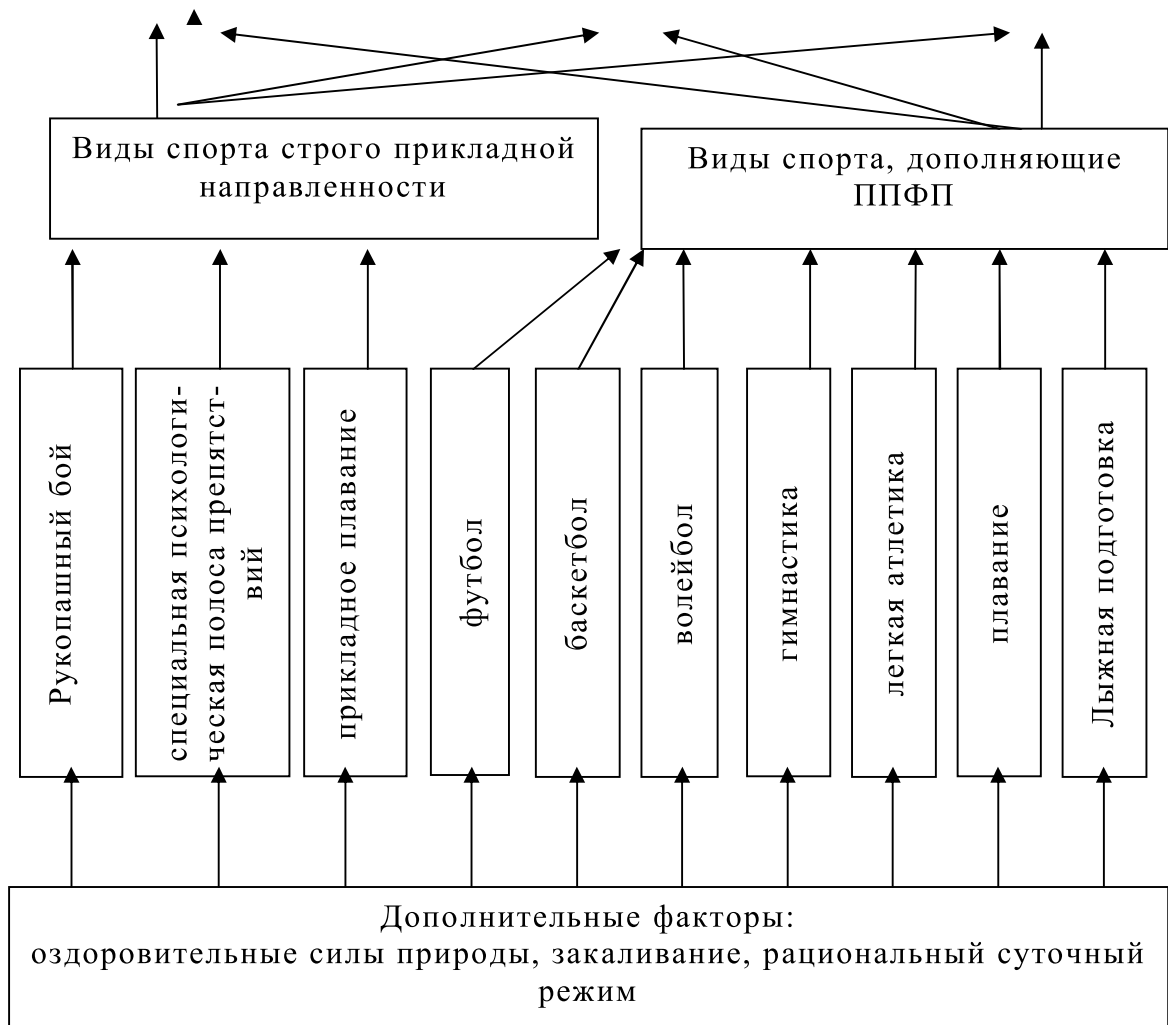 Виды спорта строго прикладной
направленности
Виды спорта, дополняющие
ППФП
Рукопашный бой
специальная психологи-
ческая полоса препятст-
вий
прикладное плавание
футбол
баскетбол
волейбол
гимнастика
легкая атлетика
плавание
Лыжная подготовка
Дополнительные факторы:
оздоровительные силы природы, закаливание, рациональный суточный
режим